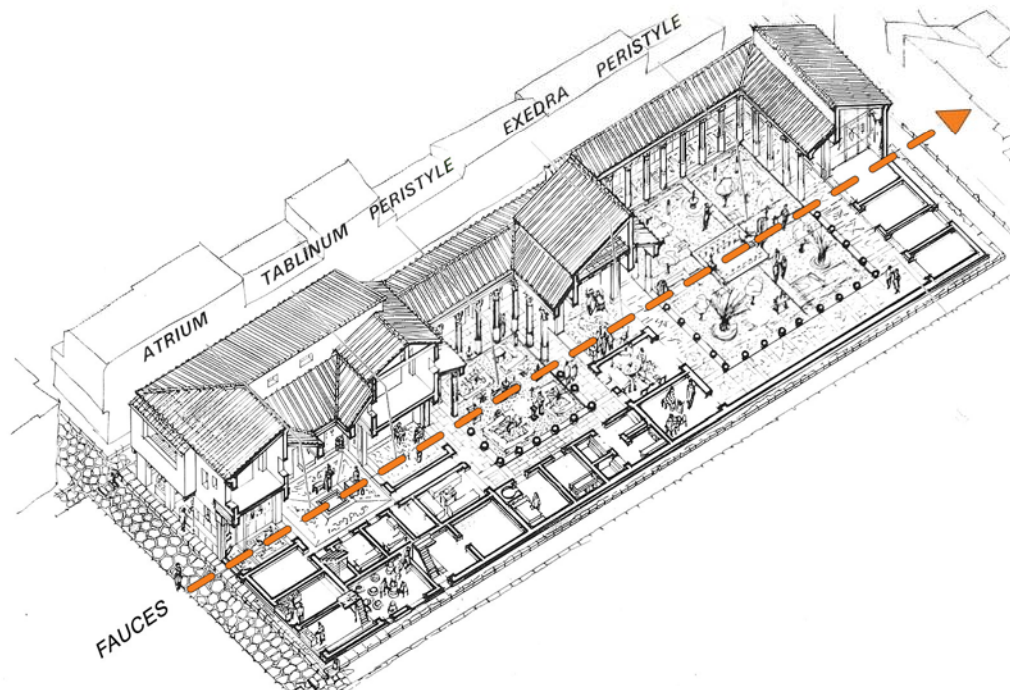 FAUCES
ATRIUM
TABLINUM
PERISTYLE
EXEDRA
PERISTYLE